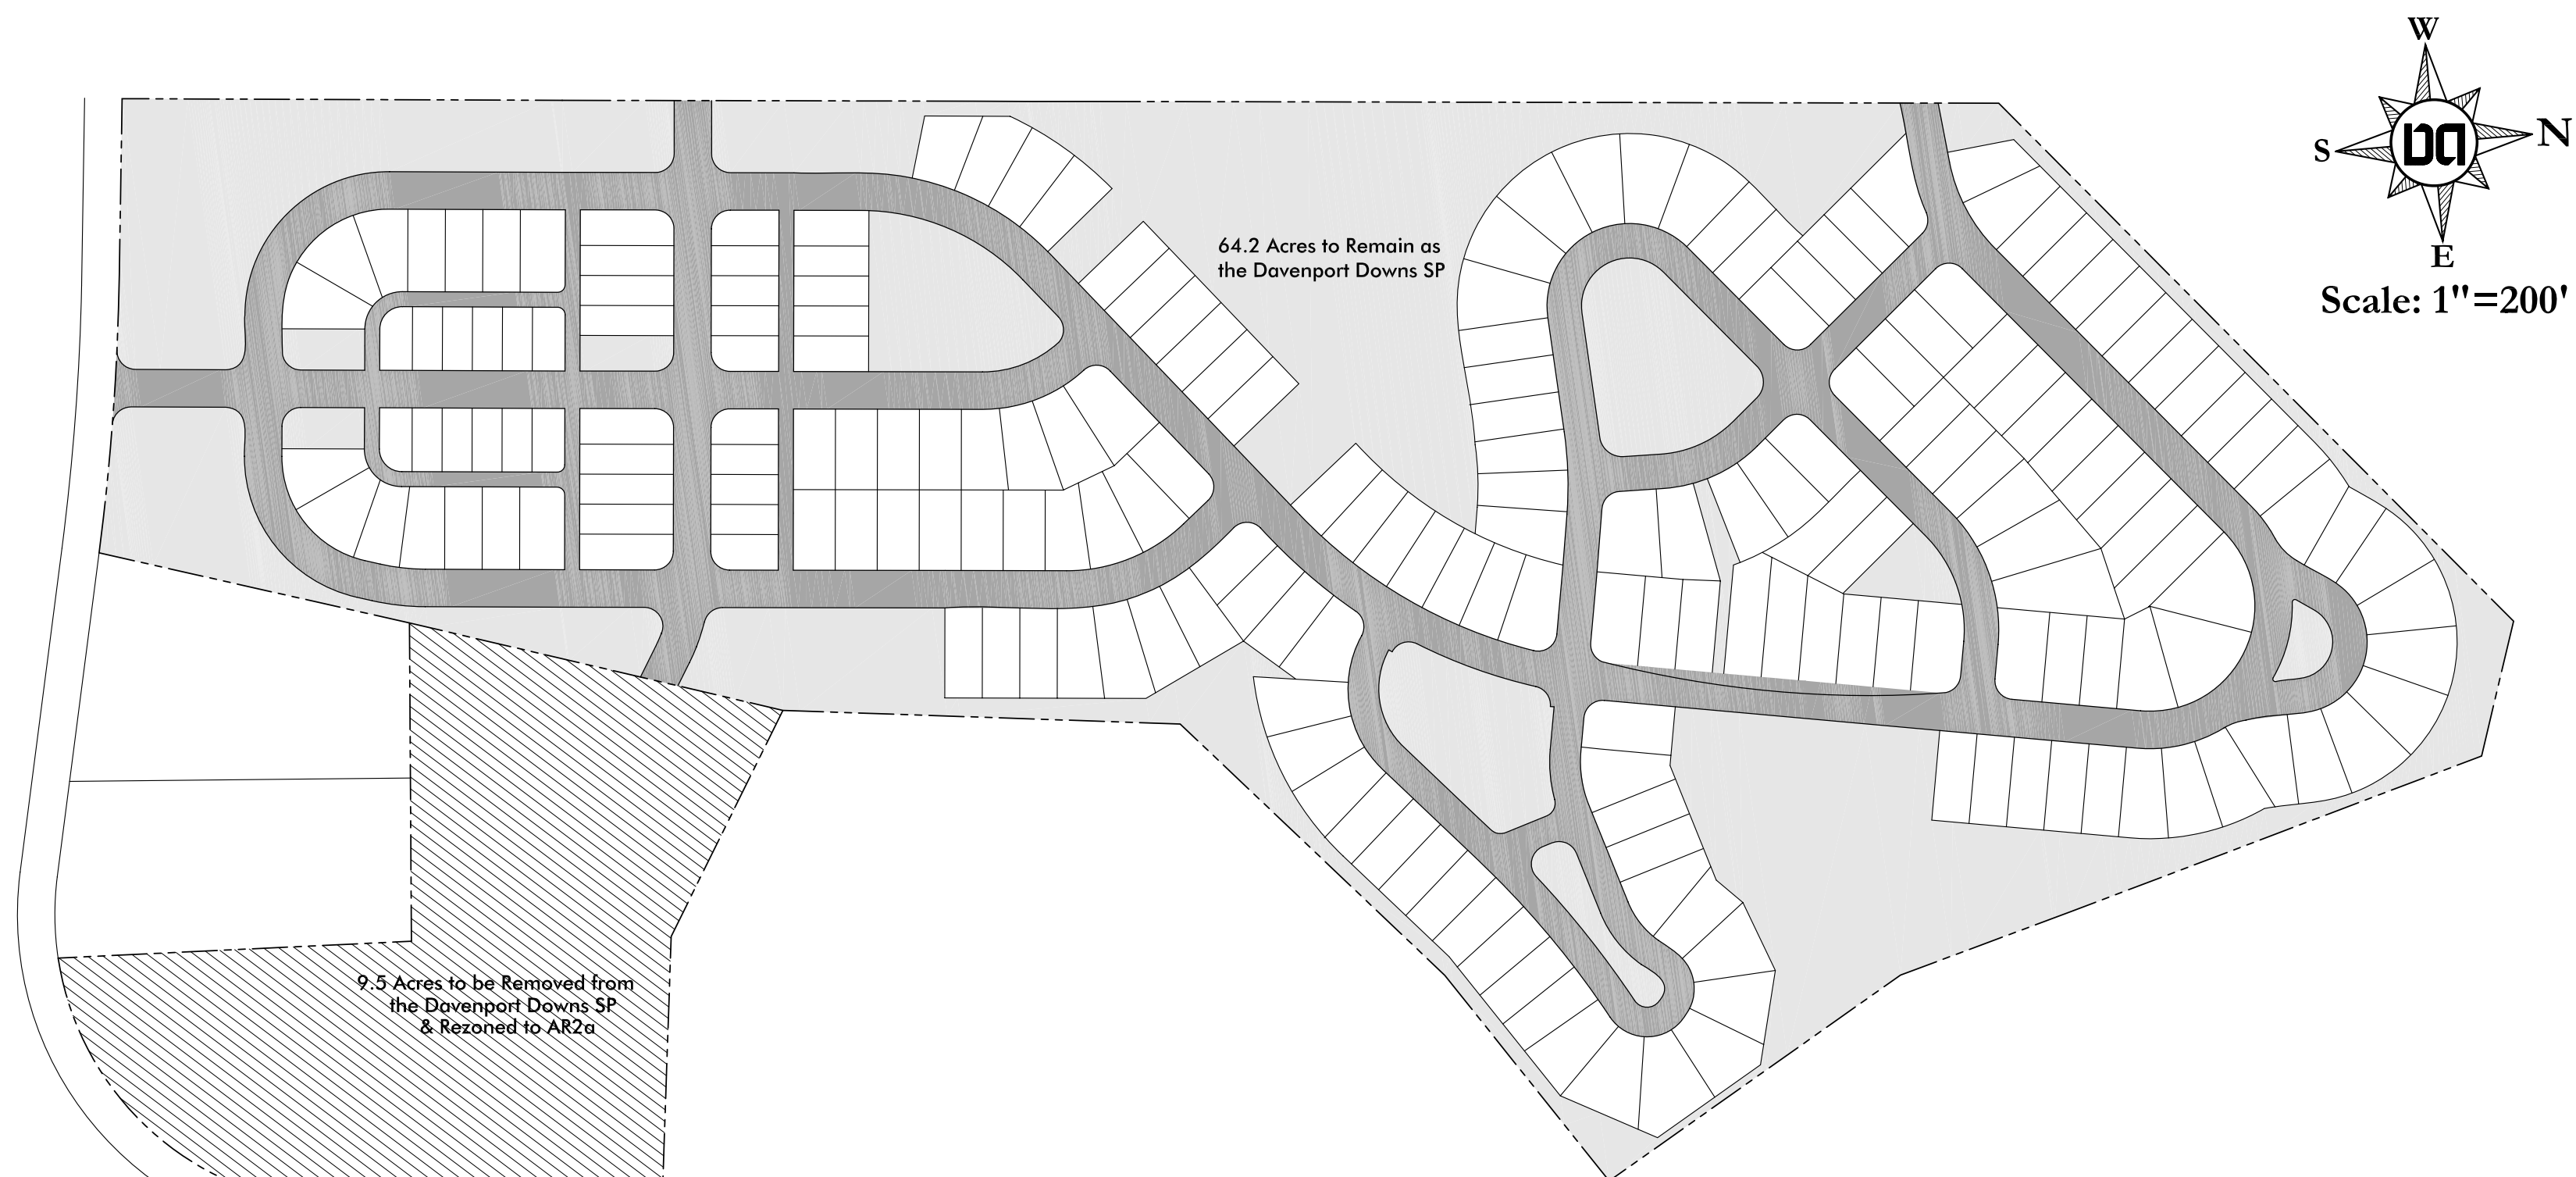 W
S
N
E
Scale: 1"=200'
64.2 Acres to Remain as
the Davenport Downs SP
9.5 Acres to be Removed from
the Davenport Downs SP
& Rezoned to AR2a